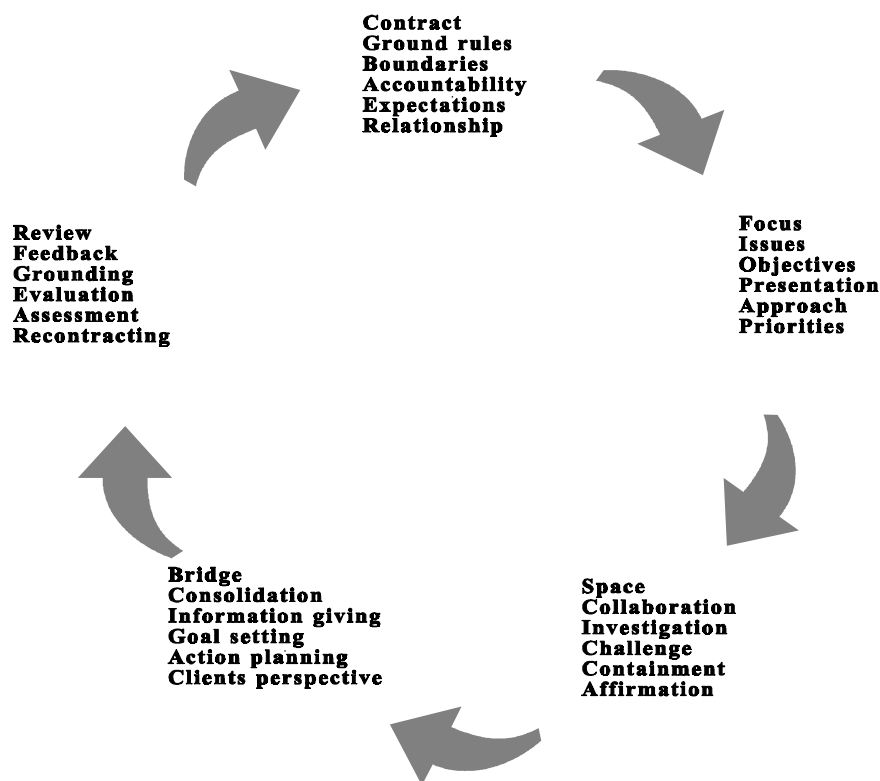 Contract
Ground rules
Boundaries
Accountability
Expectations
Relationship
Focus
Issues
Objectives
Presentation
Approach
Priorities
Space
Collaboration
Investigation
Challenge
Containment
Affirmation
Bridge
Consolidation
Information giving
Goal setting
Action planning
Clients perspective
Review
Feedback
Grounding
Evaluation
Assessment
Recontracting